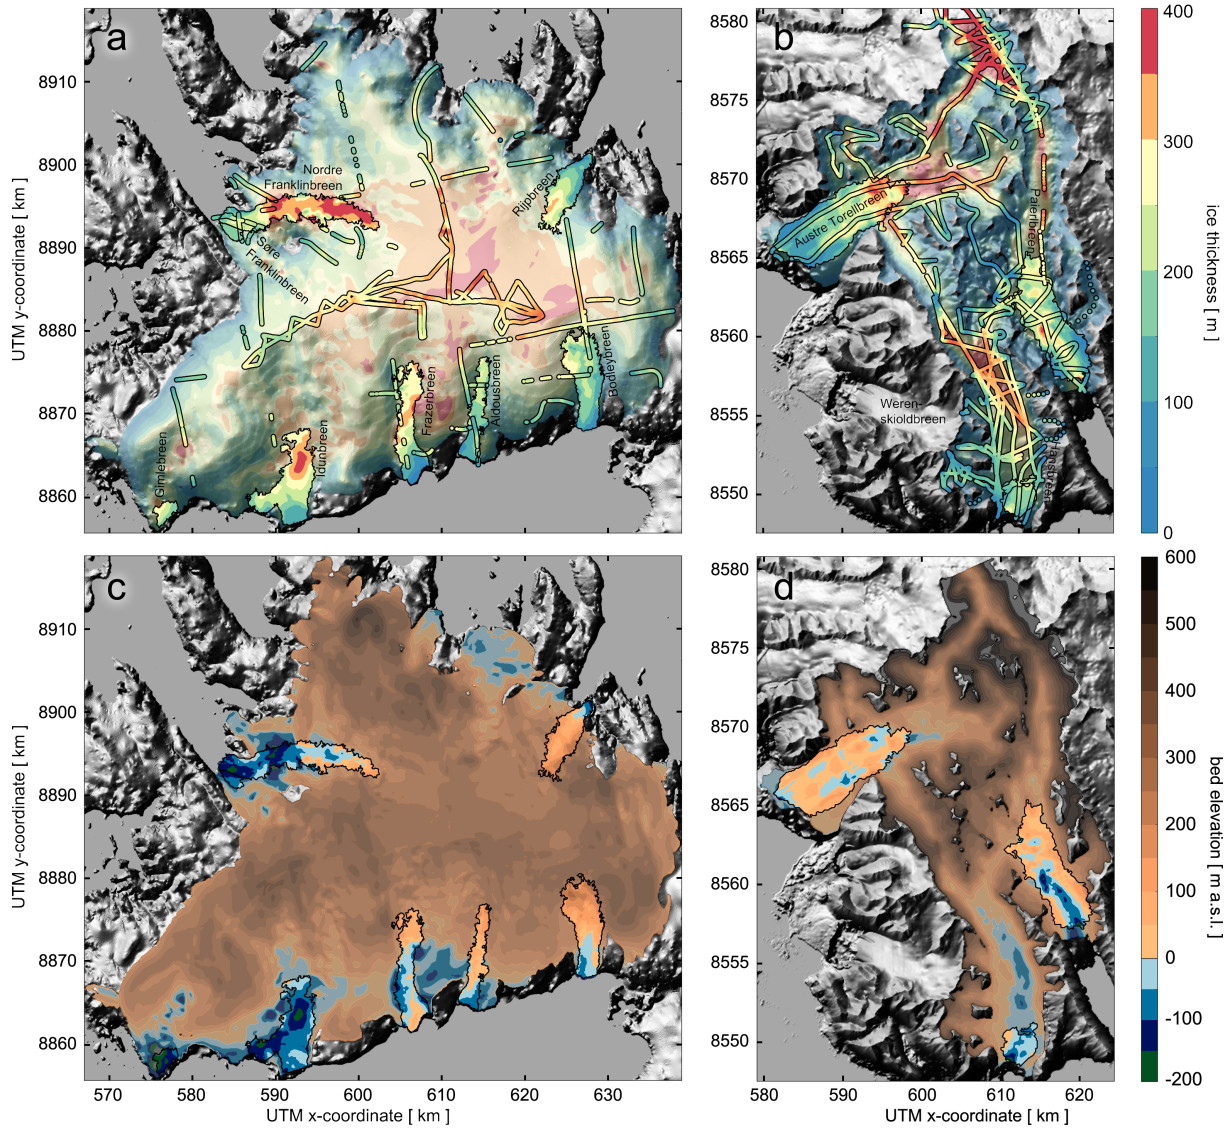 a
8910
8900
8890
8880
8870
8860
UTM y-coordinate [ km ]
Nordre
Franklinbreen
Søre
Franklinbreen
Rijpbreen
Bodleybreen
Aldousbreen
Frazerbreen
Idunbreen
Gimlebreen
b
8580
8575
8570
8565
8560
8555
8550
Austre Torellbreen
Paierlbreen
Weren-
skioldbreen
400
300
200
100
0
ice thickness [ m ]
c
8910
8900
8890
8880
8870
8860
UTM y-coordinate [ km ]
570
580
590
600
610
620
630
UTM x-coordinate [ km ]
d
8580
8575
8570
8565
8560
8555
8550
580
590
600
610
620
UTM x-coordinate [ km ]
600
500
400
300
200
100
0
-100
-200
bed elevation [ m a.s.l. ]